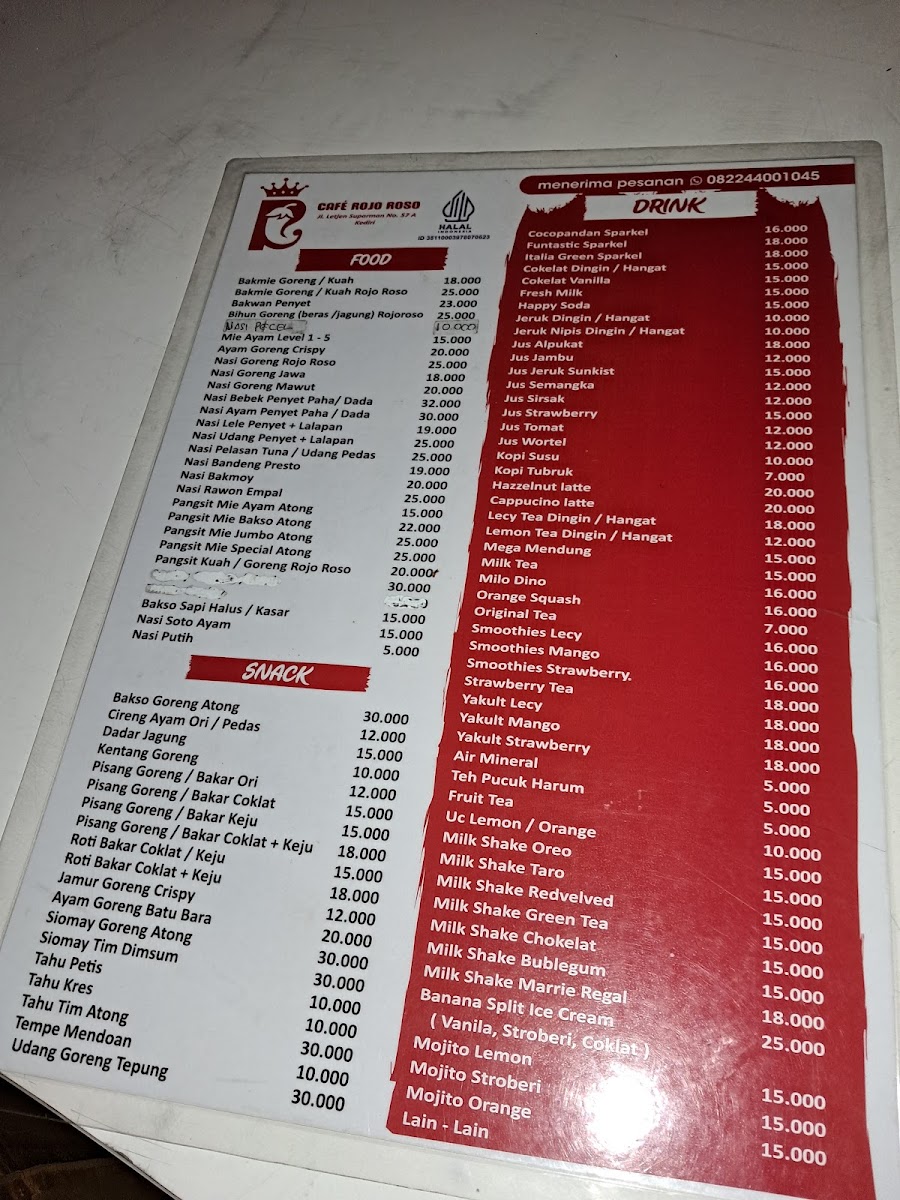 menerima pesanan 082244001045
CAFÉ ROJO ROSO
Jl. Letjen Suparman No. 57 A
Kediri
HALAL
INDONESIA
FOOD
Bakmie Goreng / Kuah 18.000
Bakmie Goreng / Kuah Rojo Roso 25.000
Bakwan Penyet 23.000
Bihun Goreng (beras /jagung) Rojoroso 25.000
NASI PECEL 10.000
Mie Ayam Level 1 - 5 15.000
Ayam Goreng Crispy 20.000
Nasi Goreng Rojo Roso 25.000
Nasi Goreng Jawa 18.000
Nasi Goreng Mawut 20.000
Nasi Bebek Penyet Paha/ Dada 32.000
Nasi Ayam Penyet Paha / Dada 30.000
Nasi Lele Penyet + Lalapan 19.000
Nasi Udang Penyet + Lalapan 25.000
Nasi Pelasan Tuna / Udang Pedas 25.000
Nasi Bandeng Presto 19.000
Nasi Bakmoy 20.000
Nasi Rawon Empal 25.000
Pangsit Mie Ayam Atong 15.000
Pangsit Mie Bakso Atong 22.000
Pangsit Mie Jumbo Atong 25.000
Pangsit Mie Special Atong 25.000
Pangsit Kuah / Goreng Rojo Roso 20.000
30.000
Bakso Sapi Halus / Kasar 15.000
Nasi Soto Ayam 15.000
Nasi Putih 5.000
SNACK
Bakso Goreng Atong 30.000
Cireng Ayam Ori / Pedas 12.000
Dadar Jagung 15.000
Kentang Goreng 10.000
Pisang Goreng / Bakar Ori 12.000
Pisang Goreng / Bakar Coklat 15.000
Pisang Goreng / Bakar Keju 15.000
Pisang Goreng / Bakar Coklat + Keju 18.000
Roti Bakar Coklat / Keju 15.000
Roti Bakar Coklat + Keju 18.000
Jamur Goreng Crispy 12.000
Ayam Goreng Batu Bara 20.000
Siomay Goreng Atong 30.000
Siomay Tim Dimsum 30.000
Tahu Petis 10.000
Tahu Kres 10.000
Tahu Tim Atong 30.000
Tempe Mendoan 10.000
Udang Goreng Tepung 30.000
DRINK
Cocopandan Sparkel 16.000
Funtastic Sparkel 18.000
Italia Green Sparkel 18.000
Cokelat Dingin / Hangat 15.000
Cokelat Vanilla 15.000
Fresh Milk 15.000
Happy Soda 15.000
Jeruk Dingin / Hangat 10.000
Jeruk Nipis Dingin / Hangat 10.000
Jus Alpukat 18.000
Jus Jambu 12.000
Jus Jeruk Sunkist 15.000
Jus Semangka 12.000
Jus Sirsak 12.000
Jus Strawberry 15.000
Jus Tomat 12.000
Jus Wortel 12.000
Kopi Susu 10.000
Kopi Tubruk 7.000
Hazzelnut latte 20.000
Cappucino latte 20.000
Lecy Tea Dingin / Hangat 18.000
Lemon Tea Dingin / Hangat 12.000
Mega Mendung 15.000
Milk Tea 15.000
Milo Dino 16.000
Orange Squash 16.000
Original Tea 7.000
Smoothies Lecy 16.000
Smoothies Mango 16.000
Smoothies Strawberry. 16.000
Strawberry Tea 18.000
Yakult Lecy 18.000
Yakult Mango 18.000
Yakult Strawberry 18.000
Air Mineral 5.000
Teh Pucuk Harum 5.000
Fruit Tea 5.000
Uc Lemon / Orange 10.000
Milk Shake Oreo 15.000
Milk Shake Taro 15.000
Milk Shake Redvelved 15.000
Milk Shake Green Tea 15.000
Milk Shake Chokelat 15.000
Milk Shake Bublegum 15.000
Milk Shake Marrie Regal 18.000
Banana Split Ice Cream 25.000
( Vanila, Stroberi, Coklat )
Mojito Lemon 15.000
Mojito Stroberi 15.000
Mojito Orange 15.000
Lain - Lain